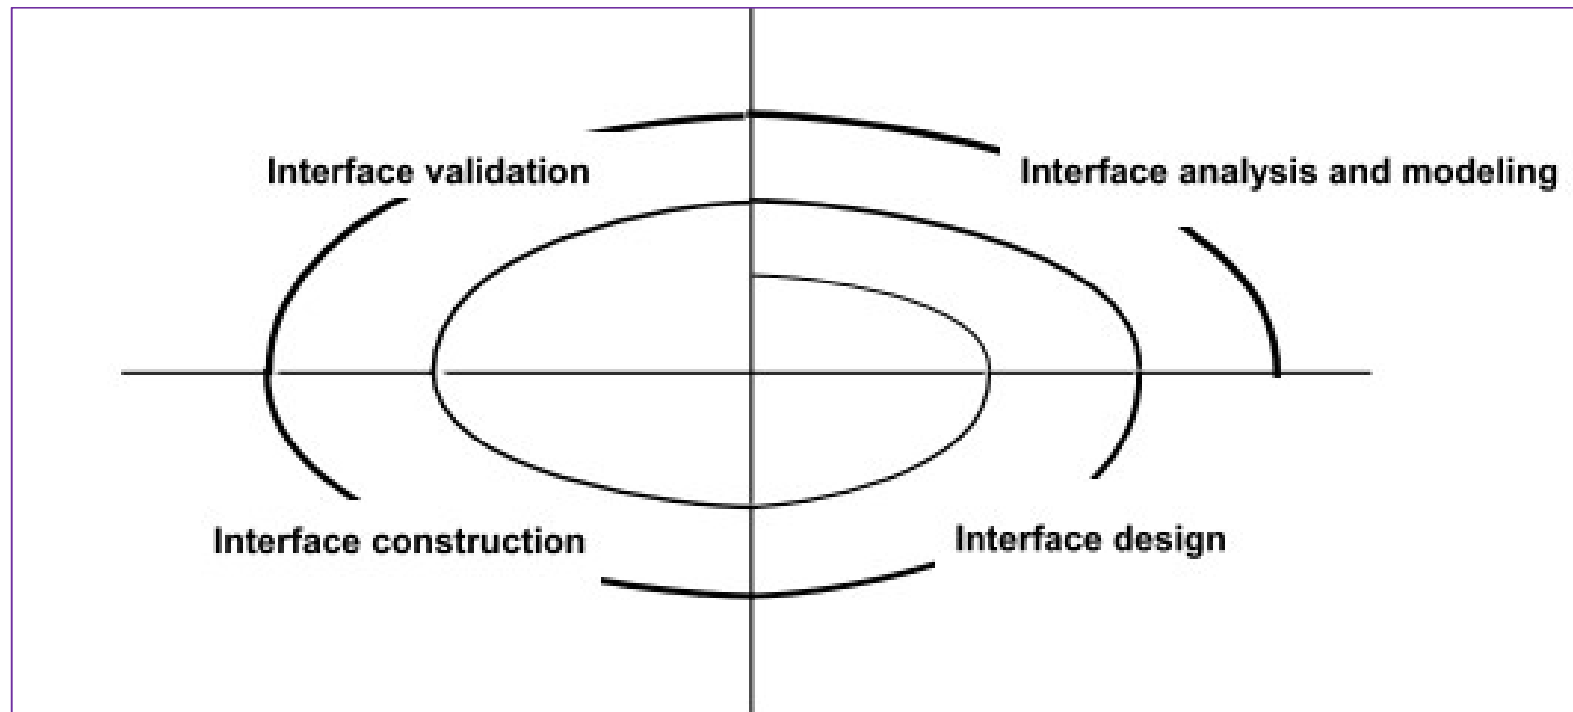 Interface validation
Interface analysis and modeling
Interface construction
Interface design